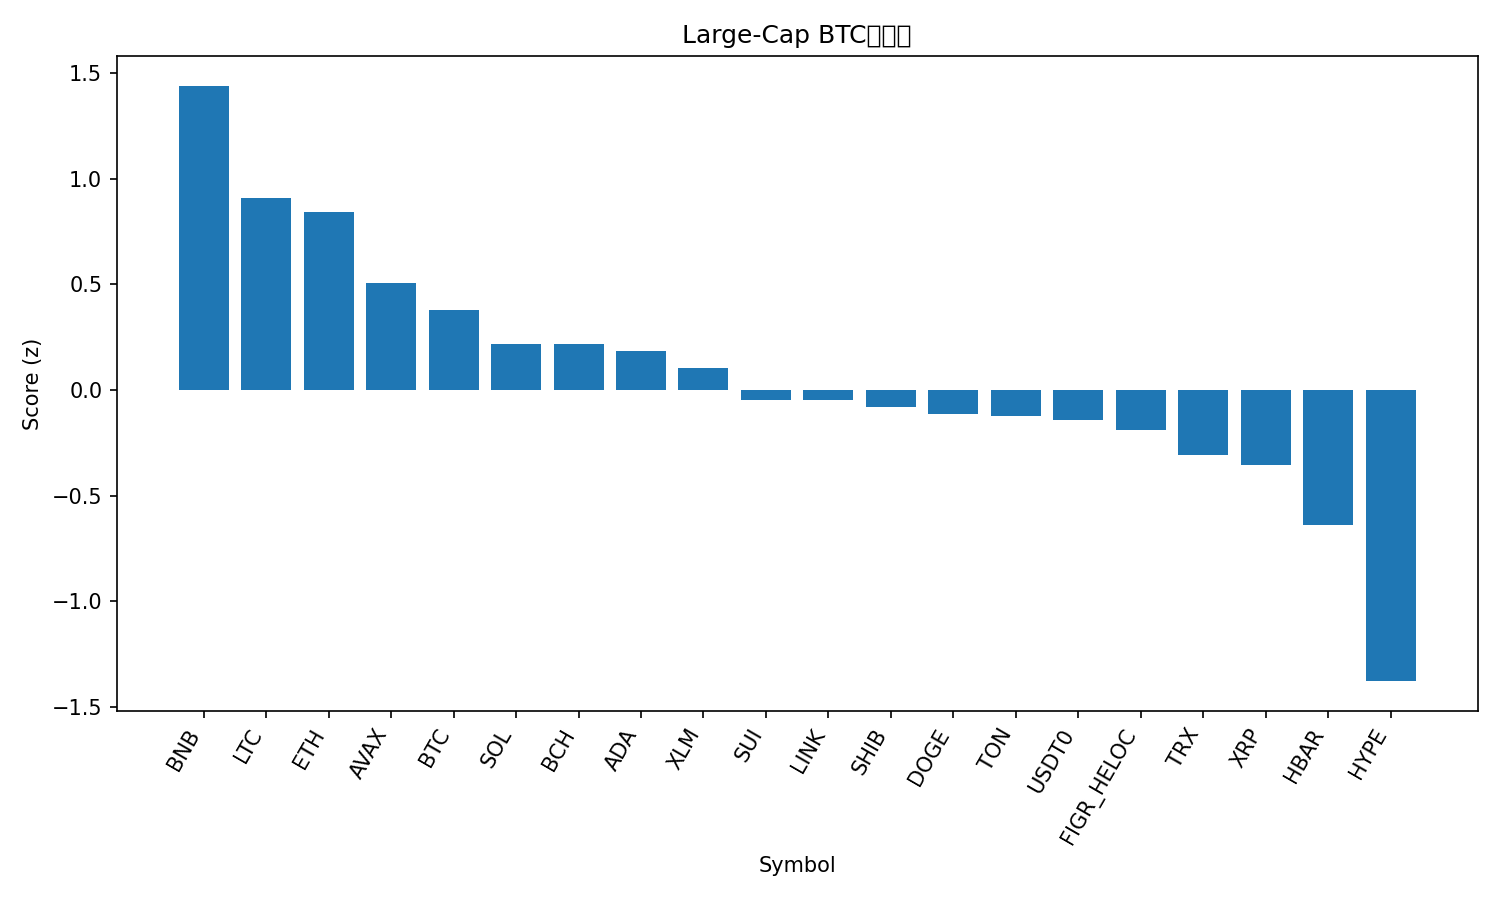 Large-Cap BTC
1.5
1.0
0.5
0.0
−0.5
−1.0
−1.5
Score (z)
BNB
LTC
ETH
AVAX
BTC
SOL
BCH
ADA
XLM
SUI
LINK
SHIB
DOGE
TON
USDT0
FIGR_HELOC
TRX
XRP
HBAR
HYPE
Symbol